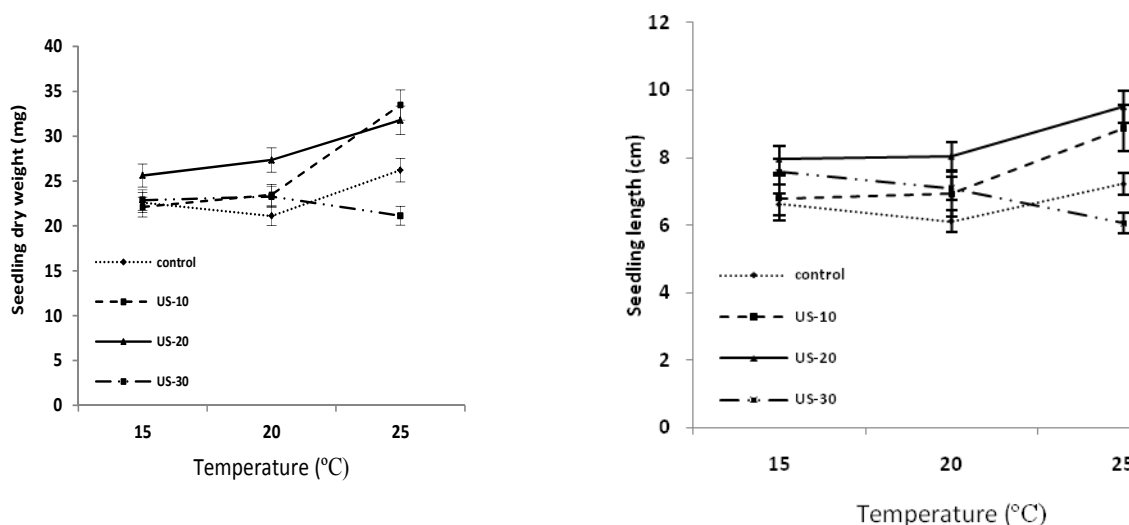 Seedling dry weight (mg)
40
35
30
25
20
15
10
5
0
control
US-10
US-20
US-30
15 20 25
Temperature (ºC)
Seedling length (cm)
12
10
8
6
4
2
0
control
US-10
US-20
US-30
15 20 25
Temperature (°C)